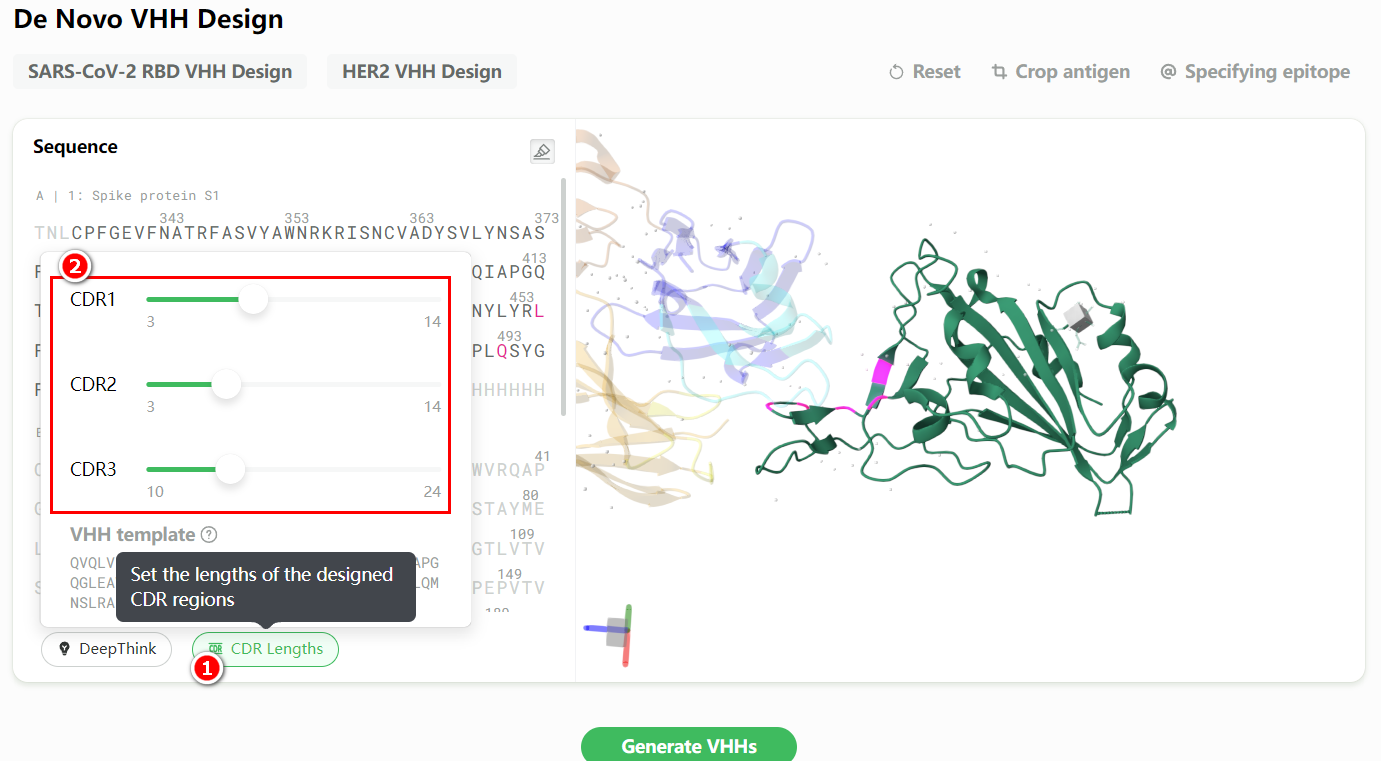 De Novo VHH Design
SARS-CoV-2 RBD VHH Design
HER2 VHH Design
Reset
Crop antigen
Specifying epitope
Sequence
A | 1: Spike protein S1
343 353 363 373
TNLCPFGEVFNATRFASVYAWNRKRISNCVADYSVLYNSAS
413
QIAPGQ
453
NYLYRL
493
PLQSYG
HHHHHH
41
WVRQAP
80
STAYME
109
GTLVTV
149
PEPVTV
2
CDR1
3 14
CDR2
3 14
CDR3
10 24
VHH template ?
QVQLV APG
QGLEA LQM
NSLRA
Set the lengths of the designed
CDR regions
DeepThink
CDR CDR Lengths
1
Generate VHHs